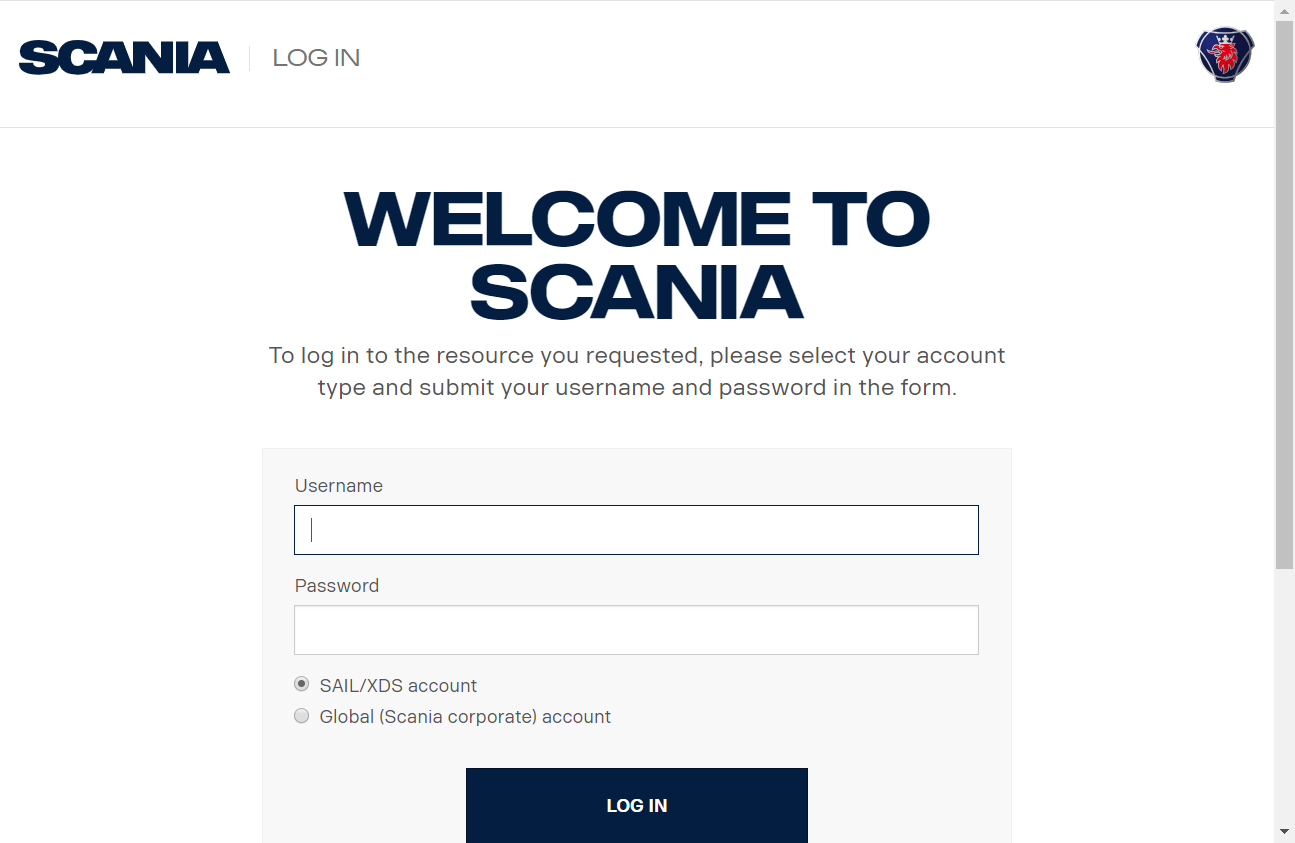 SCANIA LOG IN
WELCOME TO
SCANIA
To log in to the resource you requested, please select your account
type and submit your username and password in the form.
Username
Password
SAIL/XDS account
Global (Scania corporate) account
LOG IN